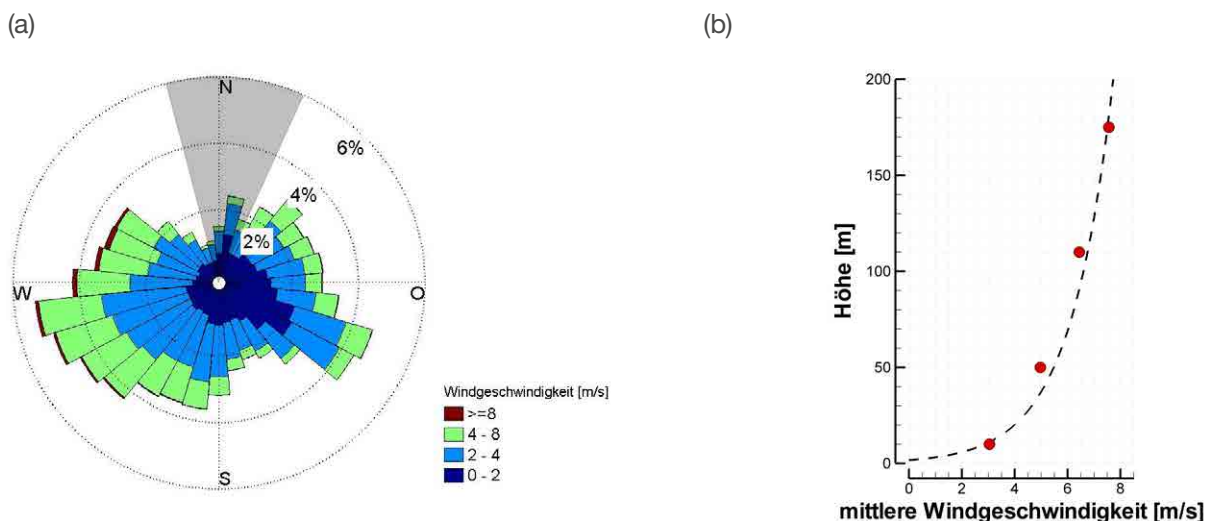 (a)
(b)
N
6%
4%
2%
W
O
S
Windgeschwindigkeit [m/s]
>=8
4 - 8
2 - 4
0 - 2
200
150
100
50
0
Höhe [m]
0 2 4 6 8
mittlere Windgeschwindigkeit [m/s]